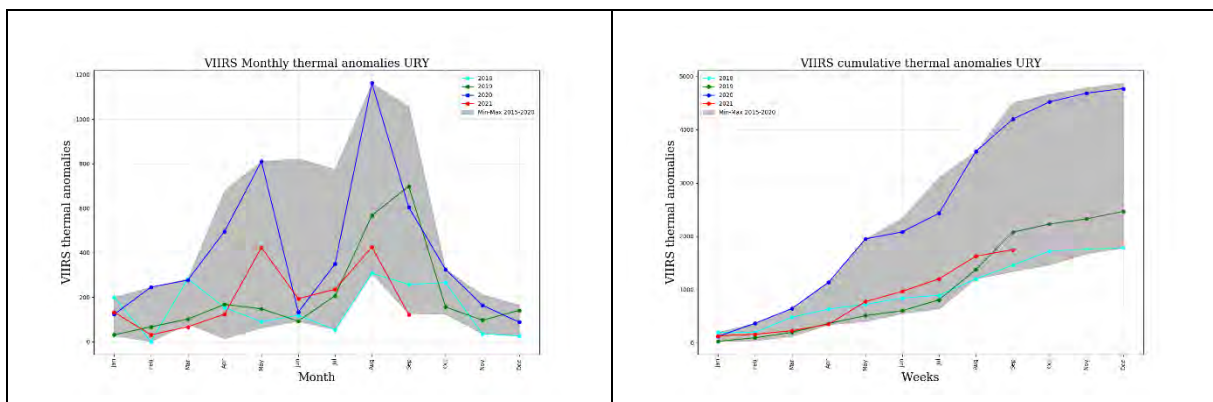 VIIRS Monthly thermal anomalies URY
1200
1000
800
600
400
200
0
VIIRS thermal anomalies
2018
2019
2020
2021
Min-Max 2015-2020
Jan
Feb
Mar
Apr
May
Jun
Jul
Aug
Sep
Oct
Nov
Dec
Month
VIIRS cumulative thermal anomalies URY
5000
4000
3000
2000
1000
0
VIIRS thermal anomalies
2018
2019
2020
2021
Min-Max 2015-2020
Jan
Feb
Mar
Apr
May
Jun
Jul
Aug
Sep
Oct
Nov
Dec
Weeks